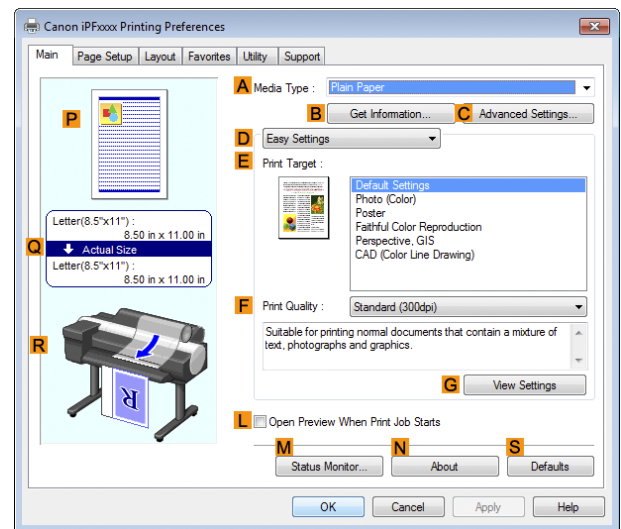 Canon iPFxxxx Printing Preferences
Main Page Setup Layout Favorites Utility Support
A Media Type : Plain Paper
B Get Information... C Advanced Settings...
D Easy Settings
E Print Target :
Default Settings
Photo (Color)
Poster
Faithful Color Reproduction
Perspective, GIS
CAD (Color Line Drawing)
P
Letter(8.5"x11") :
8.50 in x 11.00 in
Q Actual Size
Letter(8.5"x11") :
8.50 in x 11.00 in
F Print Quality : Standard (300dpi)
Suitable for printing normal documents that contain a mixture of
text, photographs and graphics.
R
R
G View Settings
L Open Preview When Print Job Starts
M N S
Status Monitor... About Defaults
OK Cancel Apply Help